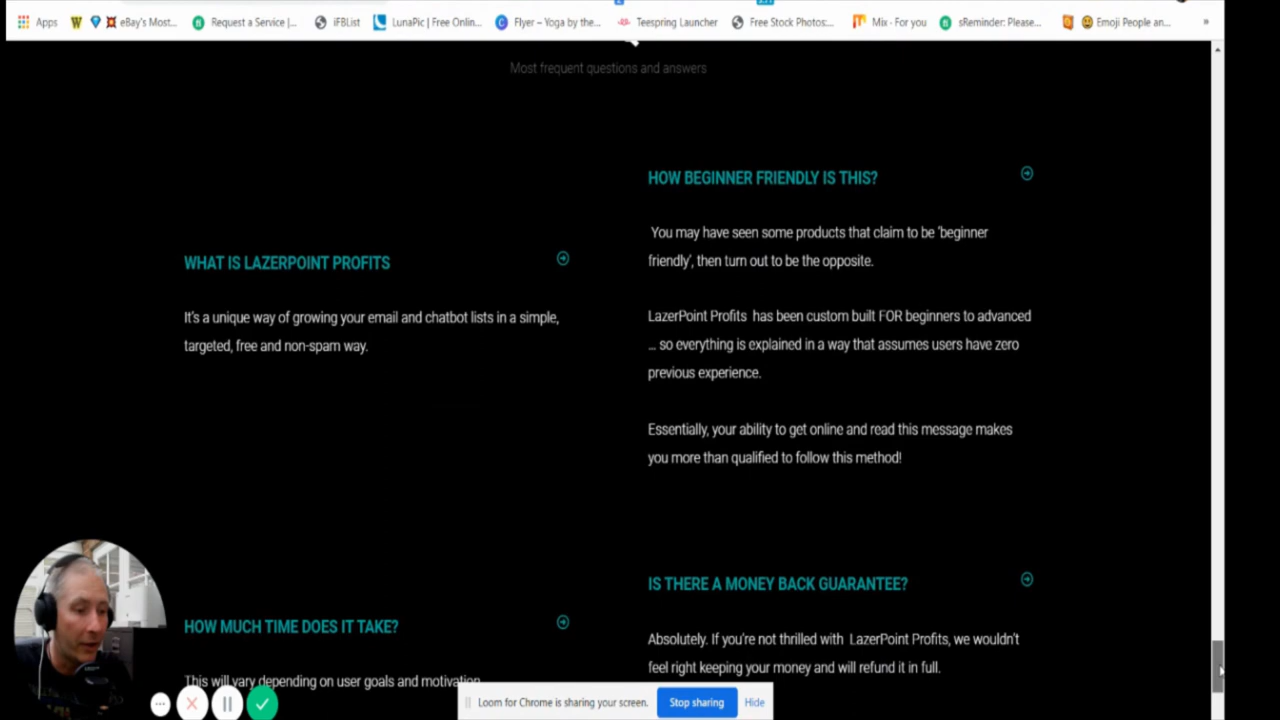 Apps
eBay's Most...
Request a Service |...
iFBList
LunaPic | Free Onlin...
Flyer – Yoga by the...
Teespring Launcher
Free Stock Photos:...
Mix - For you
sReminder: Please...
Emoji People an...
»
Most frequent questions and answers
WHAT IS LAZERPOINT PROFITS
It's a unique way of growing your email and chatbot lists in a simple,
targeted, free and non-spam way.
HOW BEGINNER FRIENDLY IS THIS?
You may have seen some products that claim to be 'beginner
friendly', then turn out to be the opposite.
LazerPoint Profits has been custom built FOR beginners to advanced
... so everything is explained in a way that assumes users have zero
previous experience.
Essentially, your ability to get online and read this message makes
you more than qualified to follow this method!
HOW MUCH TIME DOES IT TAKE?
This will vary depending on user goals and motivation
IS THERE A MONEY BACK GUARANTEE?
Absolutely. If you're not thrilled with LazerPoint Profits, we wouldn't
feel right keeping your money and will refund it in full.
Loom for Chrome is sharing your screen.
Stop sharing
Hide